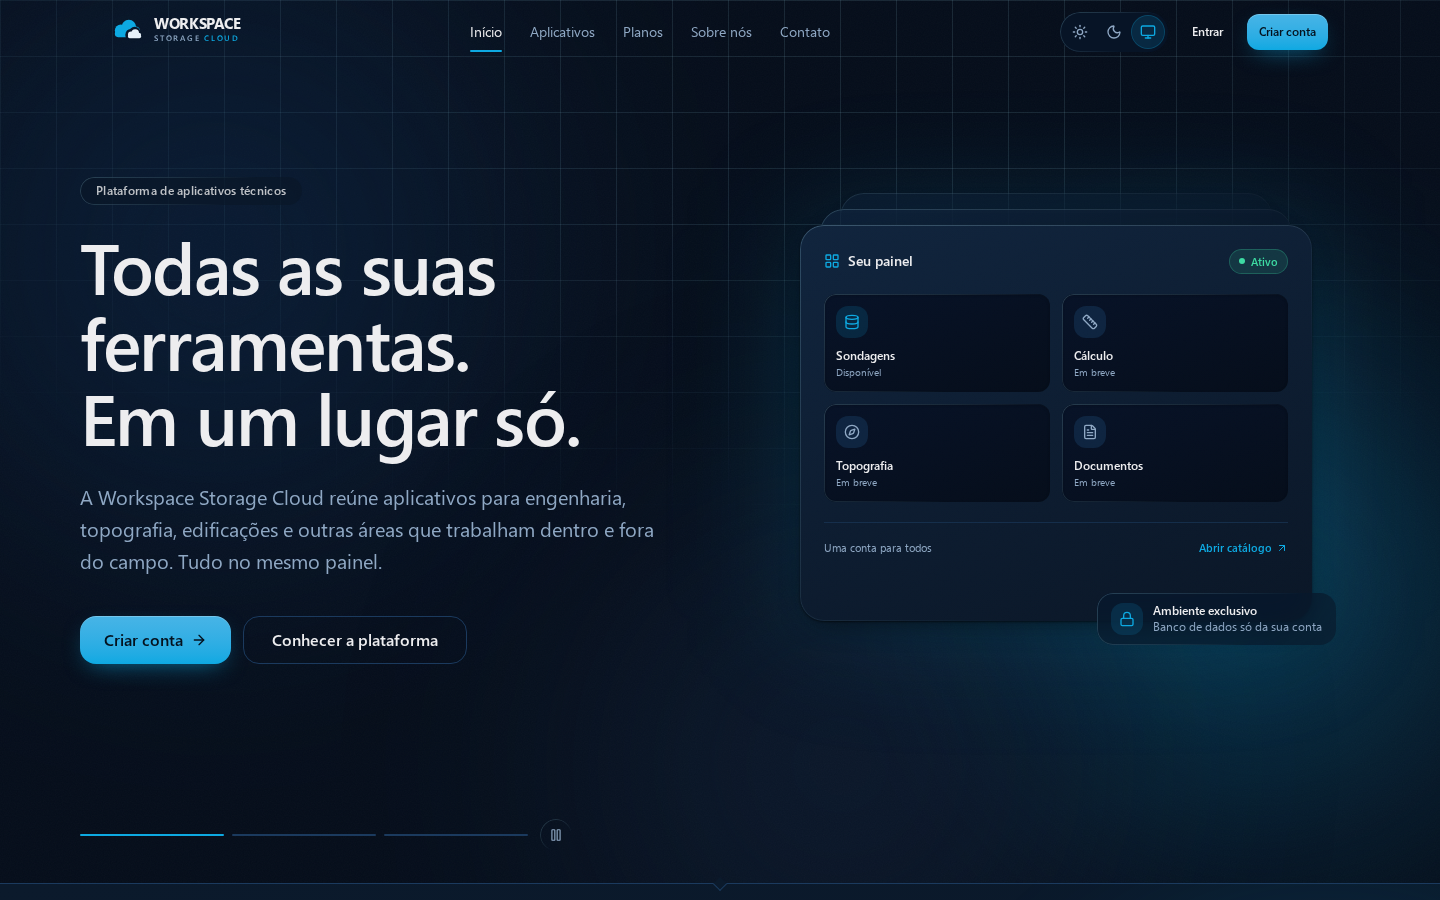 WORKSPACE
STORAGE CLOUD
Início
Aplicativos
Planos
Sobre nós
Contato
Entrar
Criar conta
Plataforma de aplicativos técnicos
Todas as suas
ferramentas.
Em um lugar só.
A Workspace Storage Cloud reúne aplicativos para engenharia,
topografia, edificações e outras áreas que trabalham dentro e fora
do campo. Tudo no mesmo painel.
Criar conta
Conhecer a plataforma
Seu painel
Ativo
Sondagens
Disponível
Cálculo
Em breve
Topografia
Em breve
Documentos
Em breve
Uma conta para todos
Abrir catálogo
Ambiente exclusivo
Banco de dados só da sua conta